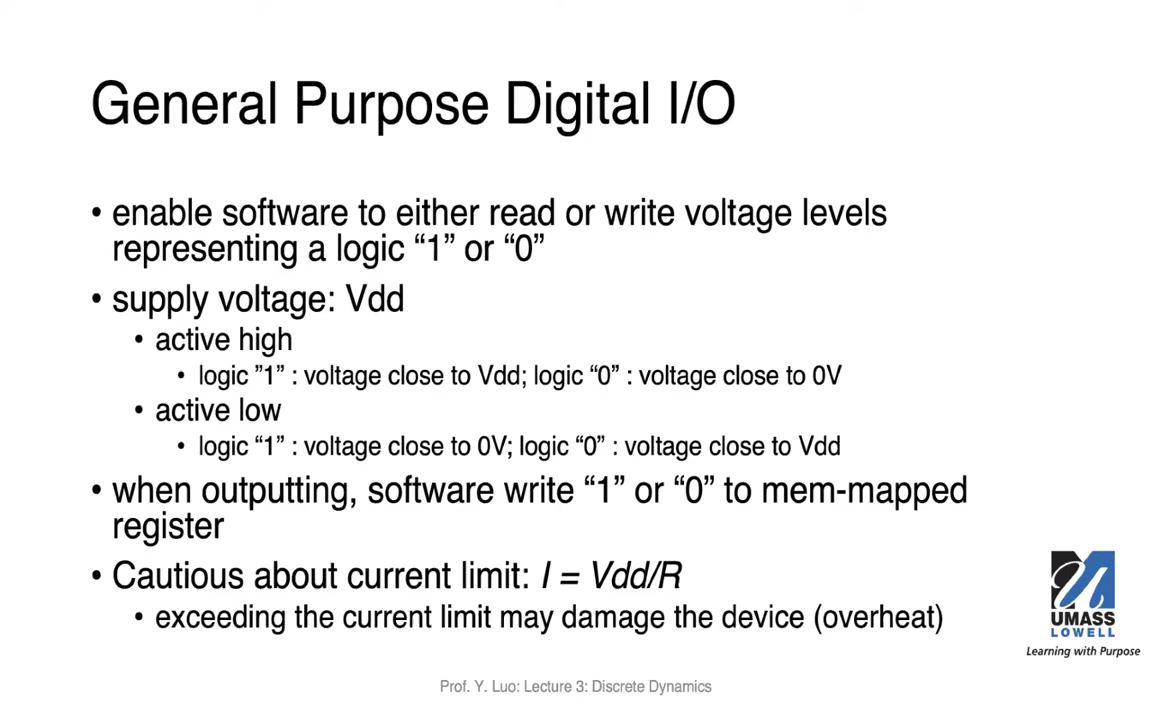 General Purpose Digital I/O
• enable software to either read or write voltage levels
representing a logic “1” or “0”
• supply voltage: Vdd
• active high
• logic ”1” : voltage close to Vdd; logic “0” : voltage close to 0V
• active low
• logic “1” : voltage close to 0V; logic “0” : voltage close to Vdd
• when outputting, software write “1” or “0” to mem-mapped
register
• Cautious about current limit: I = Vdd/R
• exceeding the current limit may damage the device (overheat)
UMASS
LOWELL
Learning with Purpose
Prof. Y. Luo: Lecture 3: Discrete Dynamics